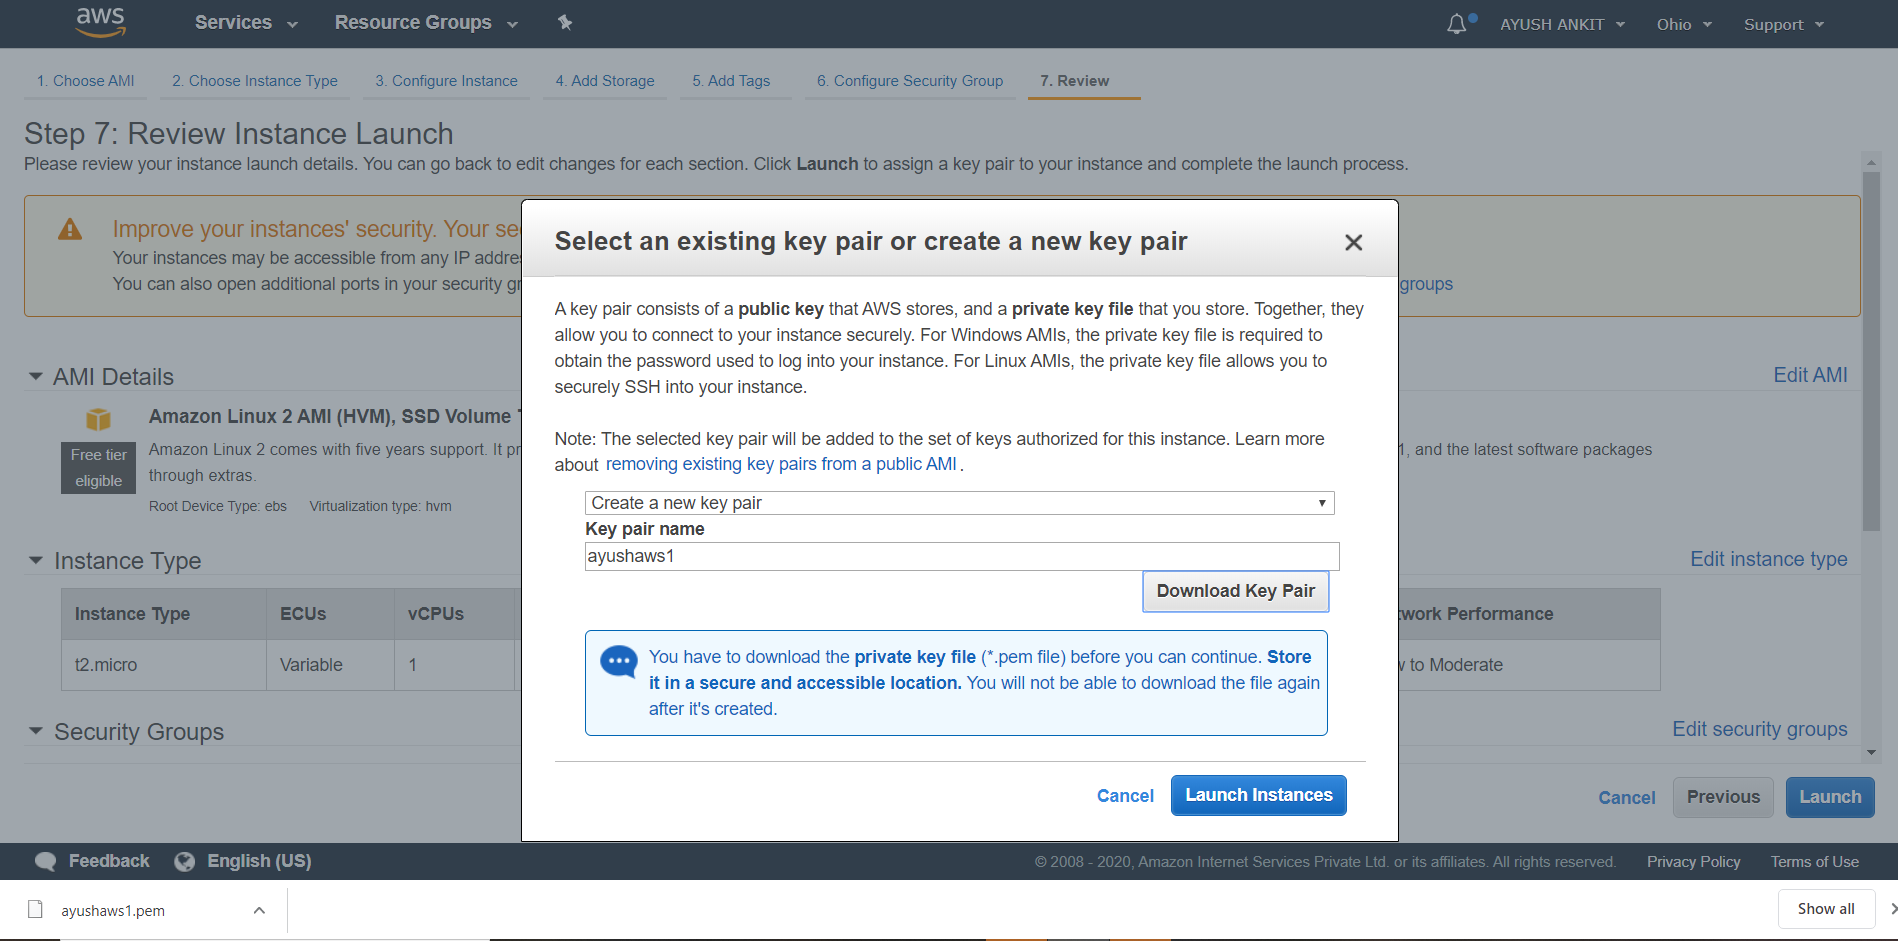 aws Services Resource Groups AYUSH ANKIT Ohio Support
1. Choose AMI 2. Choose Instance Type 3. Configure Instance 4. Add Storage 5. Add Tags 6. Configure Security Group 7. Review
Step 7: Review Instance Launch
Please review your instance launch details. You can go back to edit changes for each section. Click Launch to assign a key pair to your instance and complete the launch process.
Improve your instances' security. Your se
Your instances may be accessible from any IP addre
You can also open additional ports in your security gr
groups
AMI Details
Edit AMI
Amazon Linux 2 AMI (HVM), SSD Volume
Free tier
eligible
Amazon Linux 2 comes with five years support. It pr
1, and the latest software packages
through extras.
Root Device Type: ebs Virtualization type: hvm
Instance Type
Edit instance type
Instance Type ECUs vCPUs
work Performance
t2.micro Variable 1
w to Moderate
Security Groups
Edit security groups
Cancel Previous Launch
Select an existing key pair or create a new key pair
A key pair consists of a public key that AWS stores, and a private key file that you store. Together, they
allow you to connect to your instance securely. For Windows AMIs, the private key file is required to
obtain the password used to log into your instance. For Linux AMIs, the private key file allows you to
securely SSH into your instance.
Note: The selected key pair will be added to the set of keys authorized for this instance. Learn more
about removing existing key pairs from a public AMI .
Create a new key pair
Key pair name
ayushaws1
Download Key Pair
You have to download the private key file (*.pem file) before you can continue. Store
it in a secure and accessible location. You will not be able to download the file again
after it's created.
Cancel Launch Instances
Feedback English (US) © 2008 - 2020, Amazon Internet Services Private Ltd. or its affiliates. All rights reserved. Privacy Policy Terms of Use
ayushaws1.pem Show all